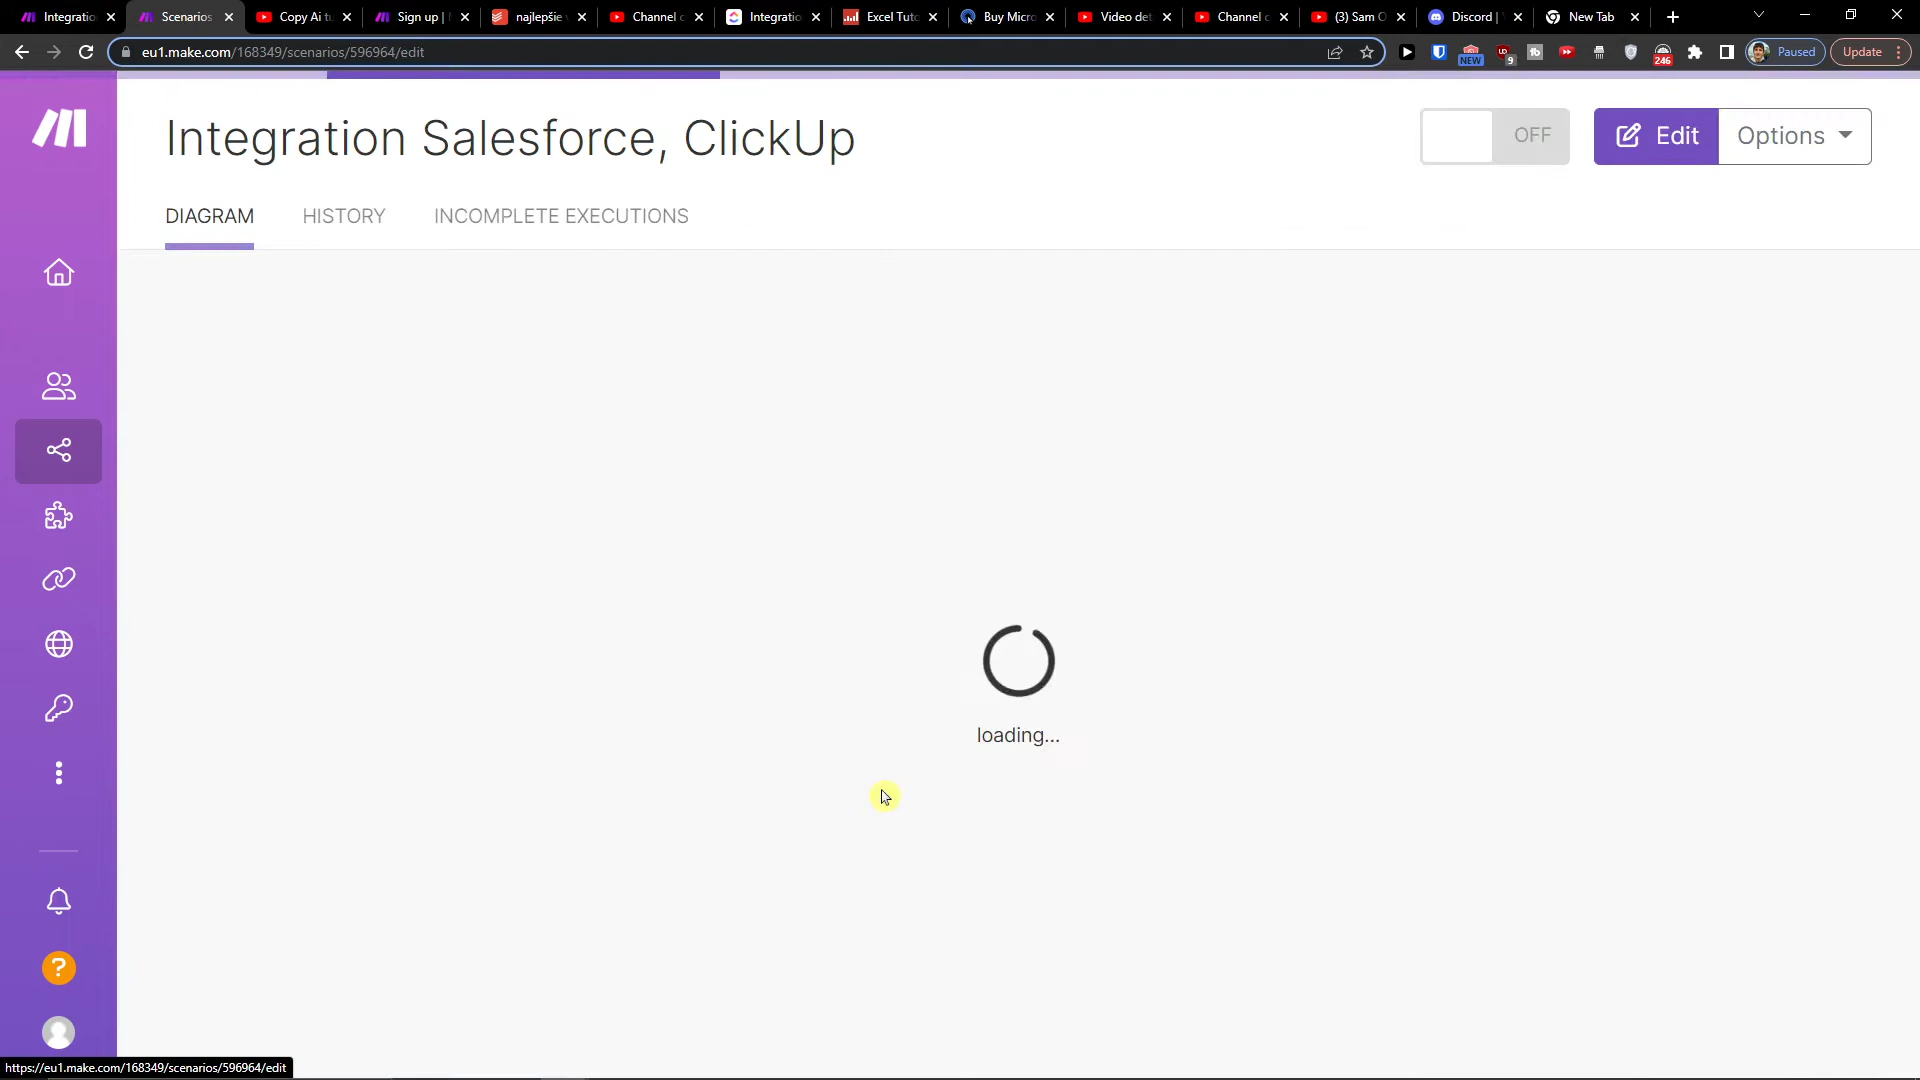 Integratio
Scenarios
Copy Ai tu
Sign up |
najlepšie
Channel c
Integratio
Excel Tuto
Buy Micro
Video det
Channel c
(3) Sam O
Discord |
New Tab
eu1.make.com/168349/scenarios/596964/edit
NEW
9
246
Paused
Update
Integration Salesforce, ClickUp
OFF
Edit
Options
DIAGRAM
HISTORY
INCOMPLETE EXECUTIONS
loading...
?
https://eu1.make.com/168349/scenarios/596964/edit